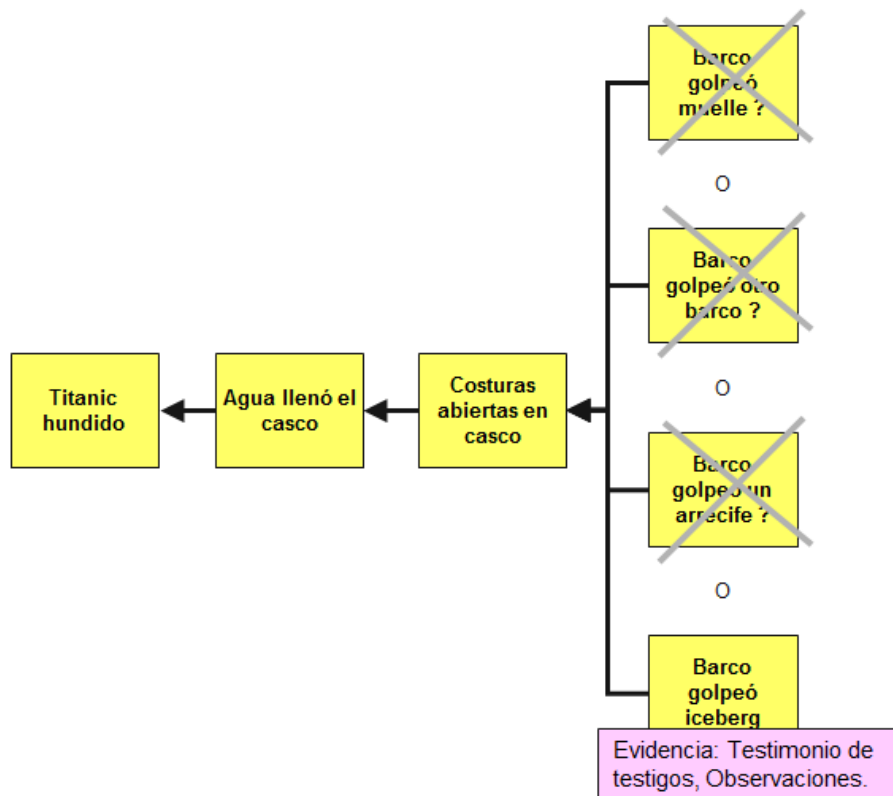 Barco
golpeó
muelle ?
O
Barco
golpeó otro
barco ?
O
Titanic
hundido
Agua llenó el
casco
Costuras
abiertas en
casco
Barco
golpeó un
arrecife ?
O
Barco
golpeó
iceberg
Evidencia: Testimonio de
testigos, Observaciones.